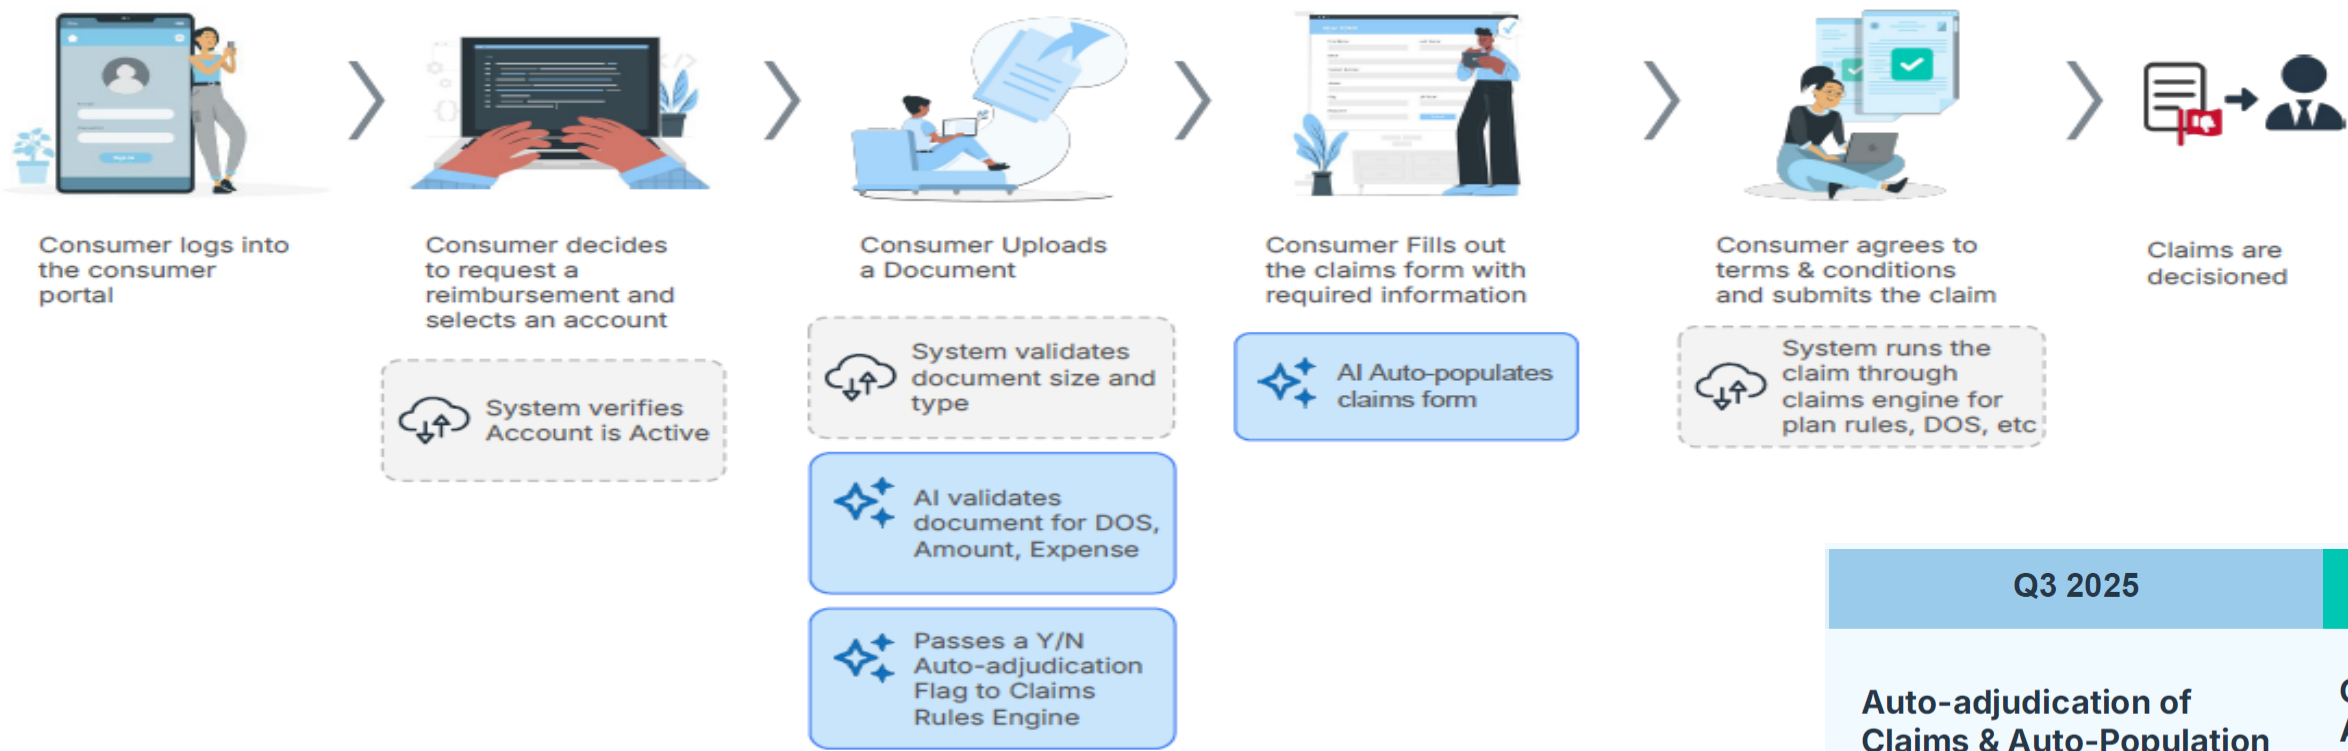 Consumer logs into
the consumer
portal
Consumer decides
to request a
reimbursement and
selects an account
System verifies
Account is Active
Consumer Uploads
a Document
System validates
document size and
type
AI validates
document for DOS,
Amount, Expense
Passes a Y/N
Auto-adjudication
Flag to Claims
Rules Engine
Consumer Fills out
the claims form with
required information
AI Auto-populates
claims form
Consumer agrees to
terms & conditions
and submits the claim
System runs the
claim through
claims engine for
plan rules, DOS, etc
Claims are
decisioned
Q3 2025
Auto-adjudication of
Claims & Auto-Population